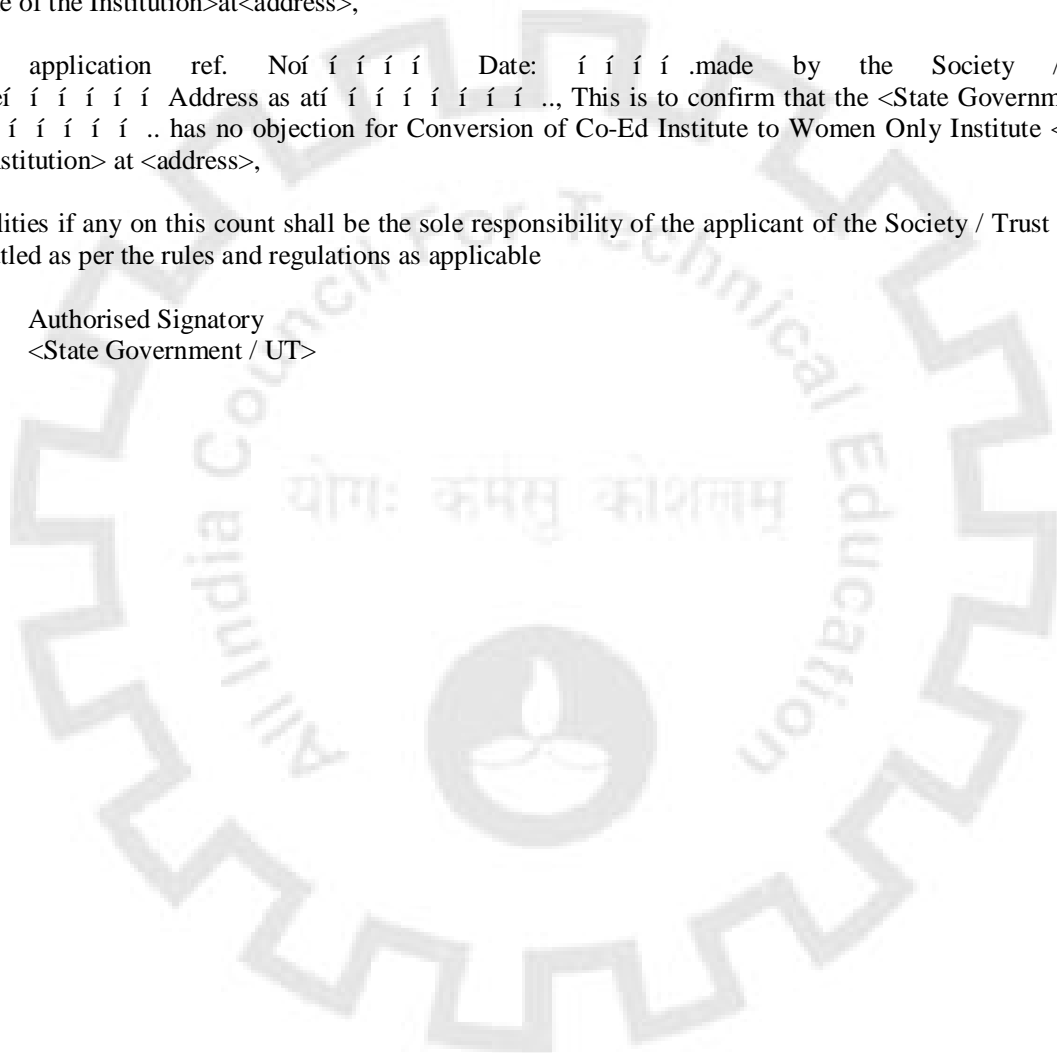 e of the Institution>at<address>,
application ref. Noí í í í í Date: í í í í .made by the Society /
eí í í í í í Address as atí í í í í í í í .., This is to confirm that the <State Governm
í í í í í .. has no objection for Conversion of Co-Ed Institute to Women Only Institute <
stitution> at <address>,
lities if any on this count shall be the sole responsibility of the applicant of the Society / Trust
tled as per the rules and regulations as applicable
Authorised Signatory
<State Government / UT>
All India Council For Technical Education
योगः कर्मसु कौशलम्